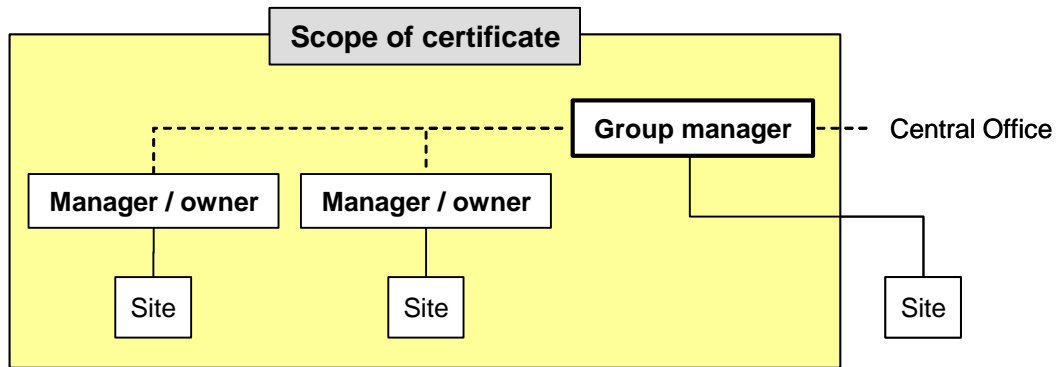 Scope of certificate
Group manager
Central Office
Manager / owner
Manager / owner
Site
Site
Site